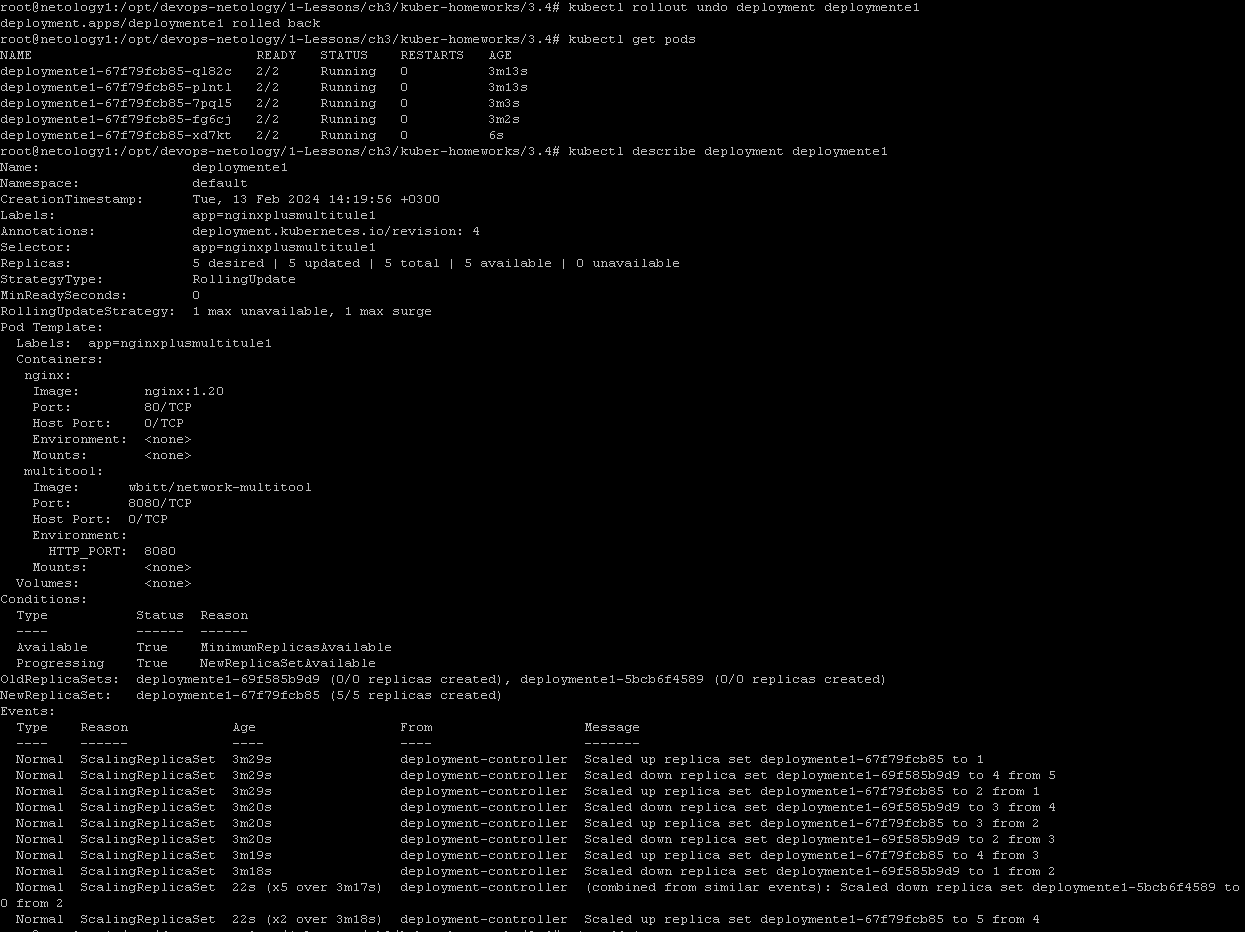 root@netology1:/opt/devops-netology/1-Lessons/ch3/kuber-homeworks/3.4# kubectl rollout undo deployment deploymente1
deployment.apps/deploymente1 rolled back
root@netology1:/opt/devops-netology/1-Lessons/ch3/kuber-homeworks/3.4# kubectl get pods
NAME                            READY   STATUS    RESTARTS   AGE
deploymente1-67f79fcb85-ql82c   2/2     Running   0          3m13s
deploymente1-67f79fcb85-plntl   2/2     Running   0          3m13s
deploymente1-67f79fcb85-7pql5   2/2     Running   0          3m3s
deploymente1-67f79fcb85-fg6cj   2/2     Running   0          3m2s
deploymente1-67f79fcb85-xd7kt   2/2     Running   0          6s
root@netology1:/opt/devops-netology/1-Lessons/ch3/kuber-homeworks/3.4# kubectl describe deployment deploymente1
Name:                   deploymente1
Namespace:              default
CreationTimestamp:      Tue, 13 Feb 2024 14:19:56 +0300
Labels:                 app=nginxplusmultitule1
Annotations:            deployment.kubernetes.io/revision: 4
Selector:               app=nginxplusmultitule1
Replicas:               5 desired | 5 updated | 5 total | 5 available | 0 unavailable
StrategyType:           RollingUpdate
MinReadySeconds:        0
RollingUpdateStrategy:  1 max unavailable, 1 max surge
Pod Template:
  Labels:  app=nginxplusmultitule1
  Containers:
   nginx:
    Image:        nginx:1.20
    Port:         80/TCP
    Host Port:    0/TCP
    Environment:  <none>
    Mounts:       <none>
   multitool:
    Image:      wbitt/network-multitool
    Port:       8080/TCP
    Host Port:  0/TCP
    Environment:
      HTTP_PORT:  8080
    Mounts:       <none>
  Volumes:        <none>
Conditions:
  Type           Status  Reason
  ----           ------  ------
  Available      True    MinimumReplicasAvailable
  Progressing    True    NewReplicaSetAvailable
OldReplicaSets:  deploymente1-69f585b9d9 (0/0 replicas created), deploymente1-5bcb6f4589 (0/0 replicas created)
NewReplicaSet:   deploymente1-67f79fcb85 (5/5 replicas created)
Events:
  Type    Reason             Age                  From                   Message
  ----    ------             ----                 ----                   -------
  Normal  ScalingReplicaSet  3m29s                deployment-controller  Scaled up replica set deploymente1-67f79fcb85 to 1
  Normal  ScalingReplicaSet  3m29s                deployment-controller  Scaled down replica set deploymente1-69f585b9d9 to 4 from 5
  Normal  ScalingReplicaSet  3m29s                deployment-controller  Scaled up replica set deploymente1-67f79fcb85 to 2 from 1
  Normal  ScalingReplicaSet  3m20s                deployment-controller  Scaled down replica set deploymente1-69f585b9d9 to 3 from 4
  Normal  ScalingReplicaSet  3m20s                deployment-controller  Scaled up replica set deploymente1-67f79fcb85 to 3 from 2
  Normal  ScalingReplicaSet  3m20s                deployment-controller  Scaled down replica set deploymente1-69f585b9d9 to 2 from 3
  Normal  ScalingReplicaSet  3m19s                deployment-controller  Scaled up replica set deploymente1-67f79fcb85 to 4 from 3
  Normal  ScalingReplicaSet  3m18s                deployment-controller  Scaled down replica set deploymente1-69f585b9d9 to 1 from 2
  Normal  ScalingReplicaSet  22s (x5 over 3m17s)  deployment-controller  (combined from similar events): Scaled down replica set deploymente1-5bcb6f4589 to
0 from 2
  Normal  ScalingReplicaSet  22s (x2 over 3m18s)  deployment-controller  Scaled up replica set deploymente1-67f79fcb85 to 5 from 4